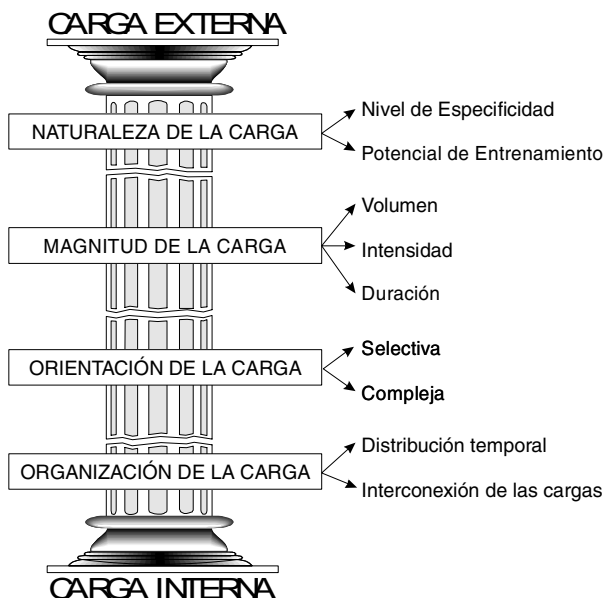 CARGA EXTERNA
NATURALEZA DE LA CARGA
Nivel de Especificidad
Potencial de Entrenamiento
MAGNITUD DE LA CARGA
Volumen
Intensidad
Duración
ORIENTACIÓN DE LA CARGA
Selectiva
Compleja
ORGANIZACIÓN DE LA CARGA
Distribución temporal
Interconexión de las cargas
CARGA INTERNA